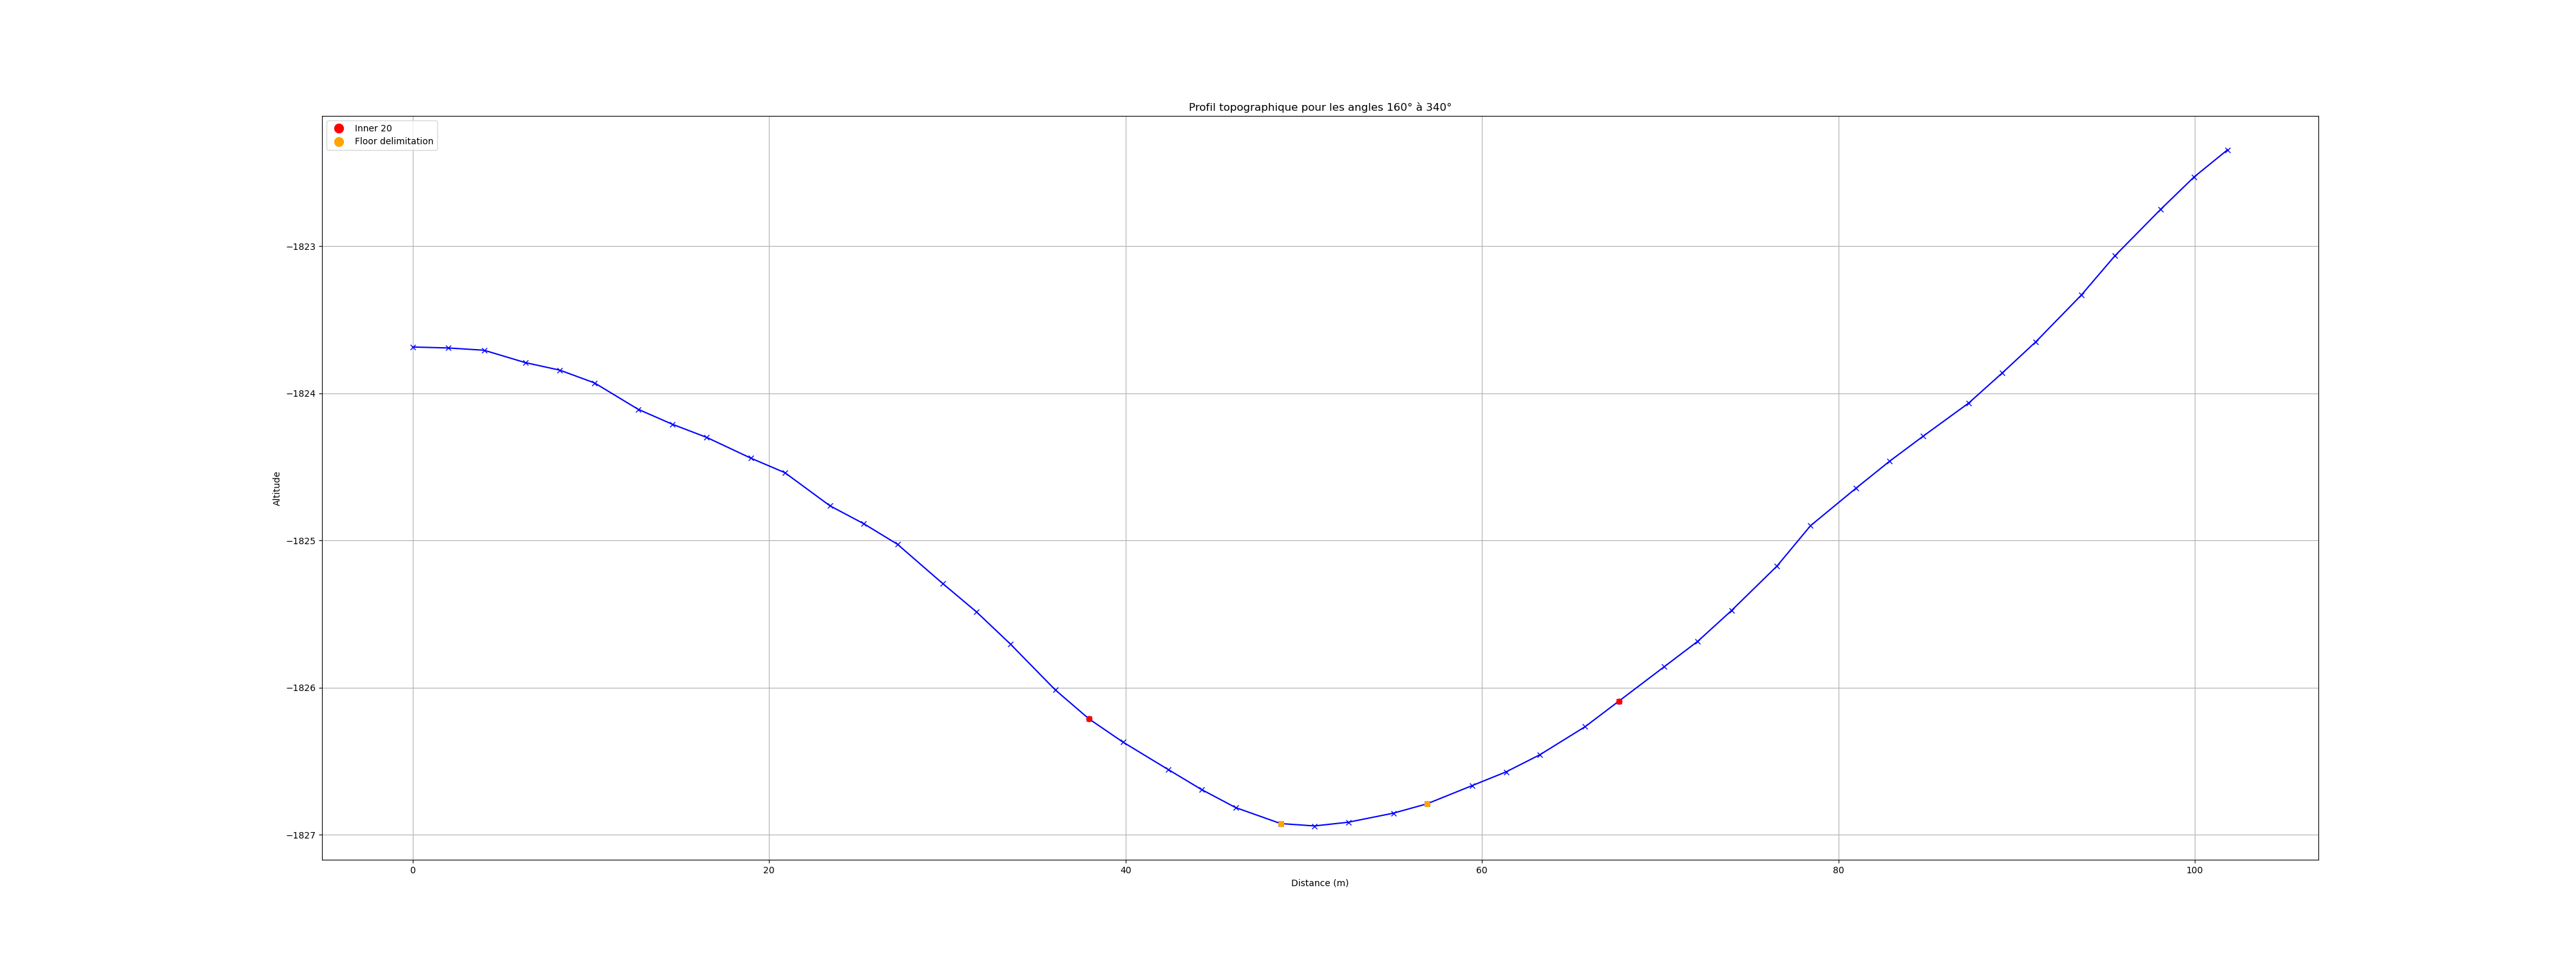 Profil topographique pour les angles 160° à 340°
Inner 20
Floor delimitation
Altitude
−1823
−1824
−1825
−1826
−1827
0
20
40
60
80
100
Distance (m)